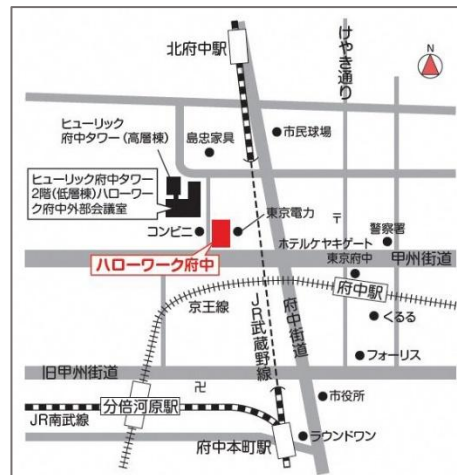 北府中駅
けやき通り
N
ヒューリック
府中タワー（高層棟）
島忠家具
市民球場
ヒューリック府中タワー
2階(低層棟)ハローワー
ク府中外部会議室
コンビニ
東京電力
〒
警察署
ハローワーク府中
ホテルケヤキゲート
東京府中
甲州街道
府中駅
京王線
JR武蔵野線
府中街道
くるる
フォーリス
旧甲州街道
卍
分倍河原駅
市役所
JR南武線
府中本町駅
ラウンドワン